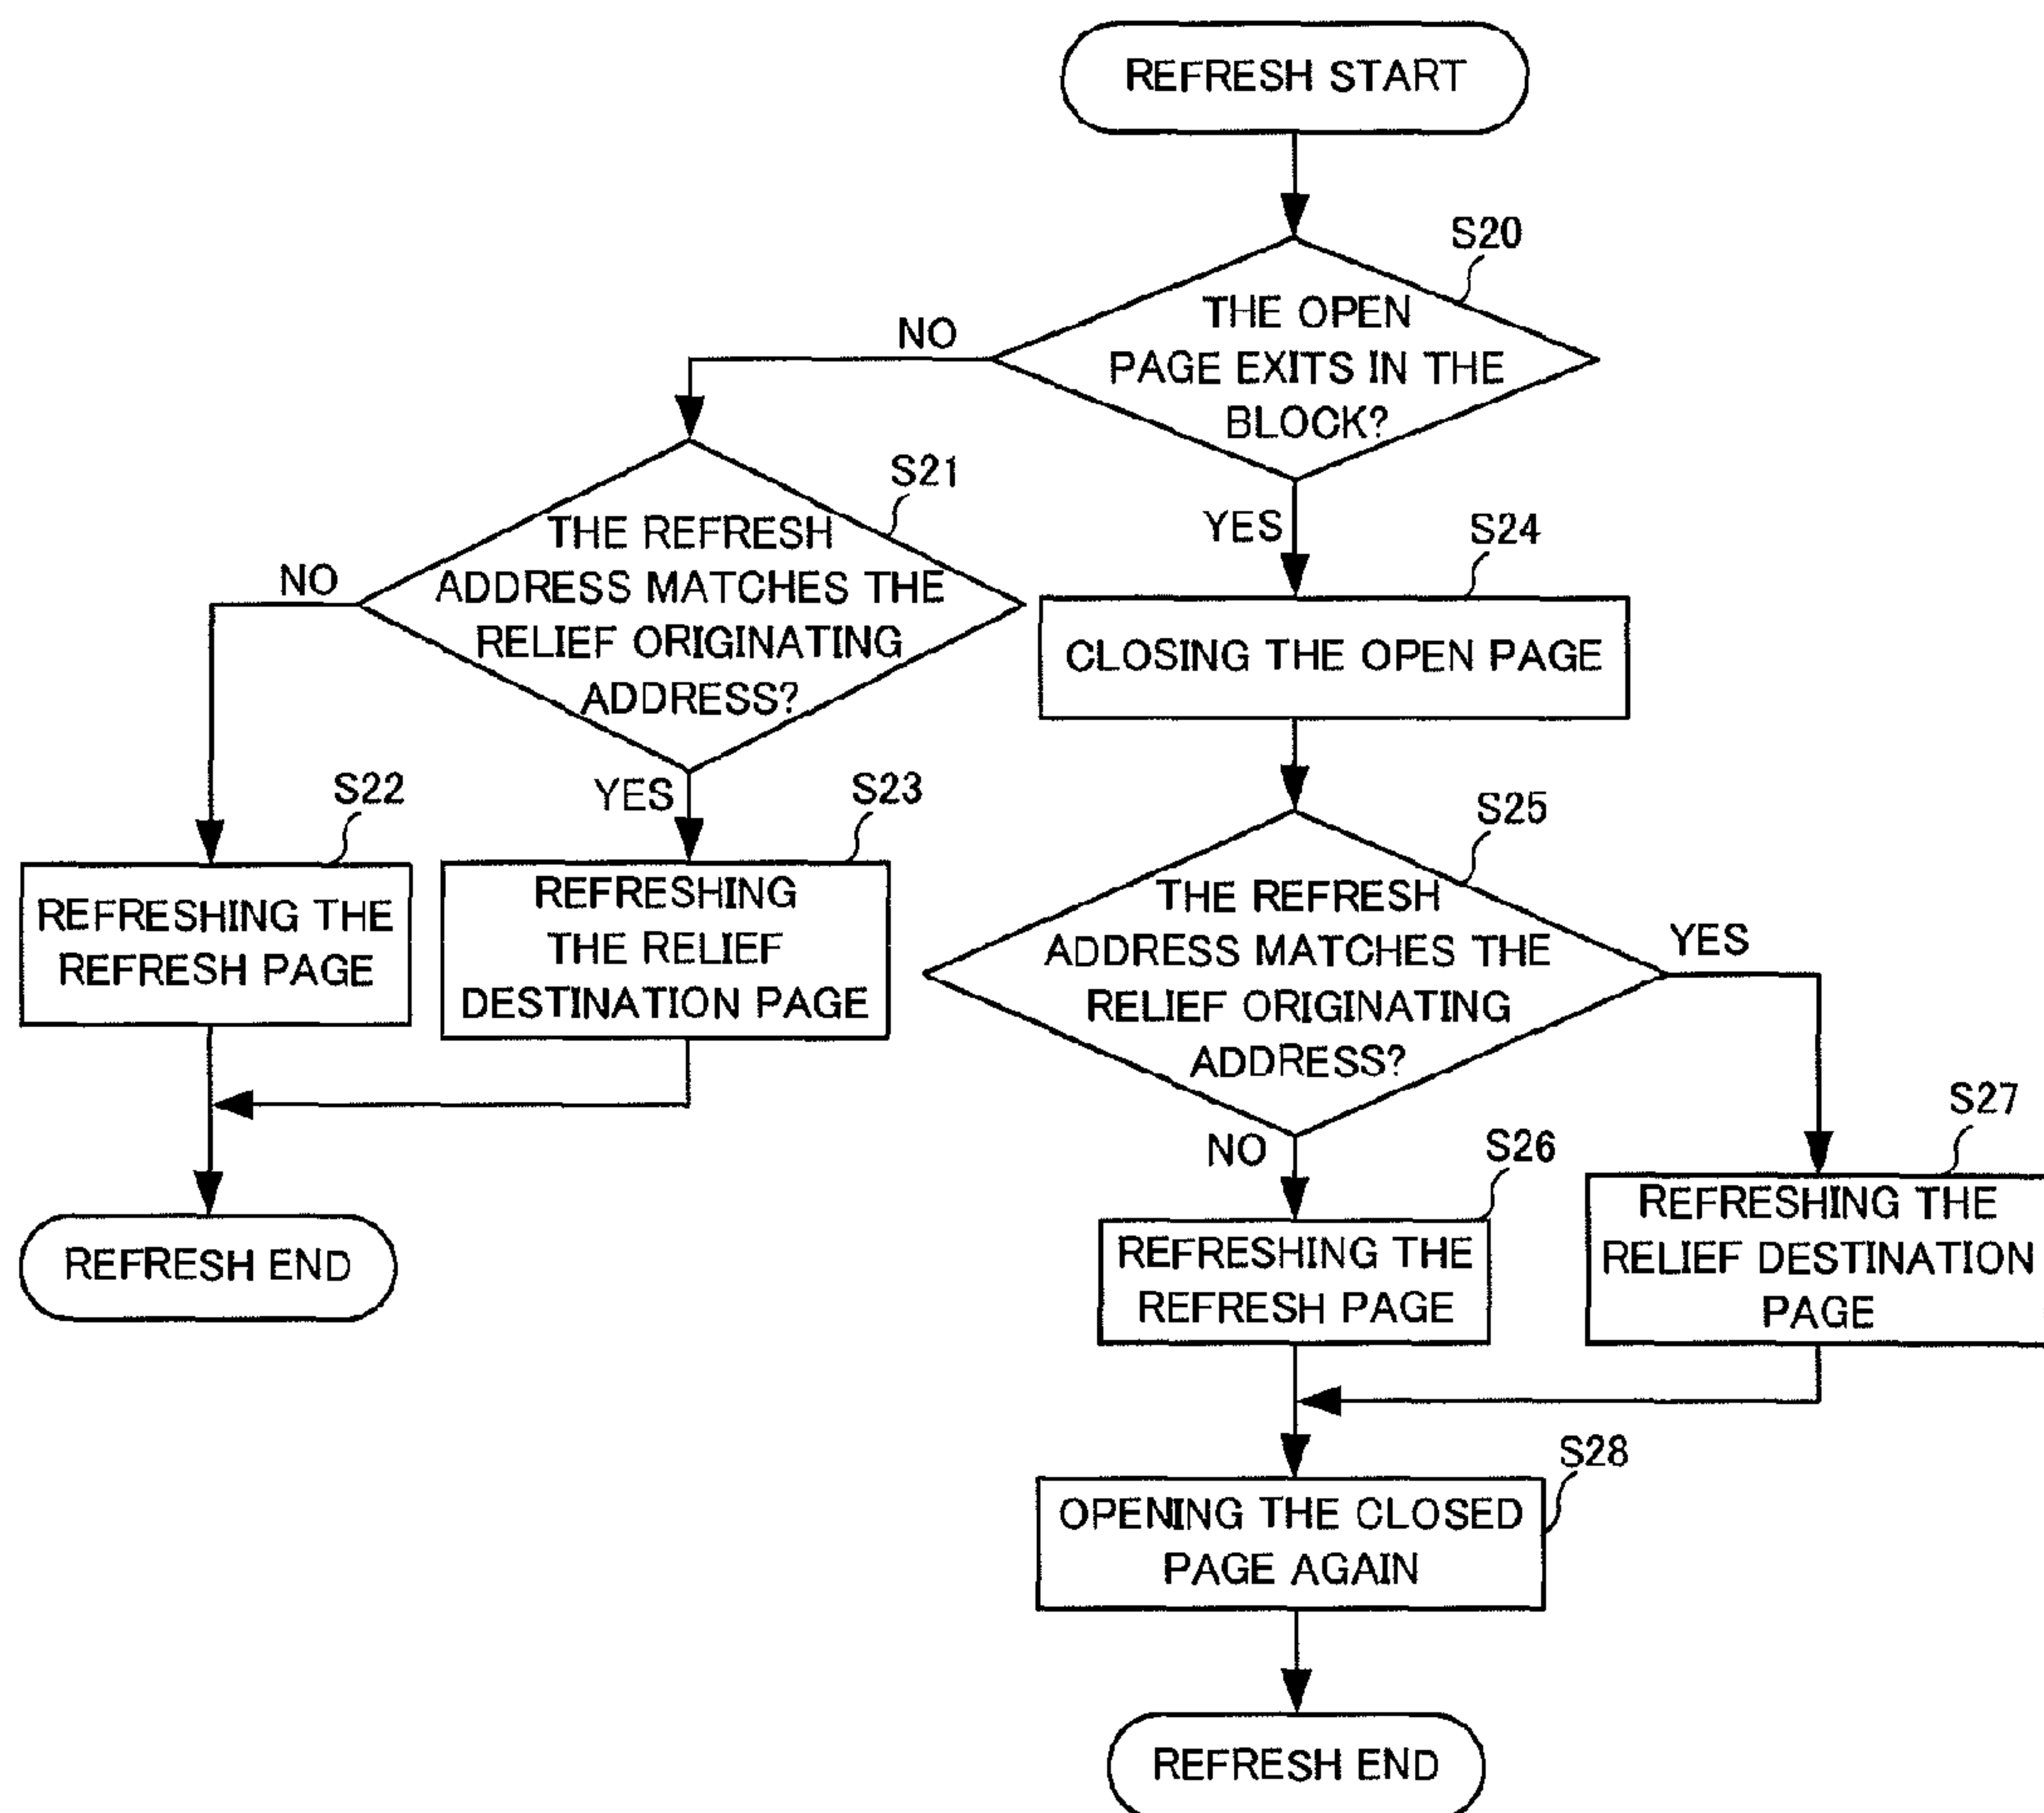 REFRESH START
S20
THE OPEN
PAGE EXITS IN THE
BLOCK?
NO
YES
S21
THE REFRESH
ADDRESS MATCHES THE
RELIEF ORIGINATING
ADDRESS?
NO
YES
S22
REFRESHING THE
REFRESH PAGE
S23
REFRESHING
THE RELIEF
DESTINATION PAGE
REFRESH END
S24
CLOSING THE OPEN PAGE
S25
THE REFRESH
ADDRESS MATCHES THE
RELIEF ORIGINATING
ADDRESS?
YES
NO
S26
REFRESHING THE
REFRESH PAGE
S27
REFRESHING THE
RELIEF DESTINATION
PAGE
S28
OPENING THE CLOSED
PAGE AGAIN
REFRESH END